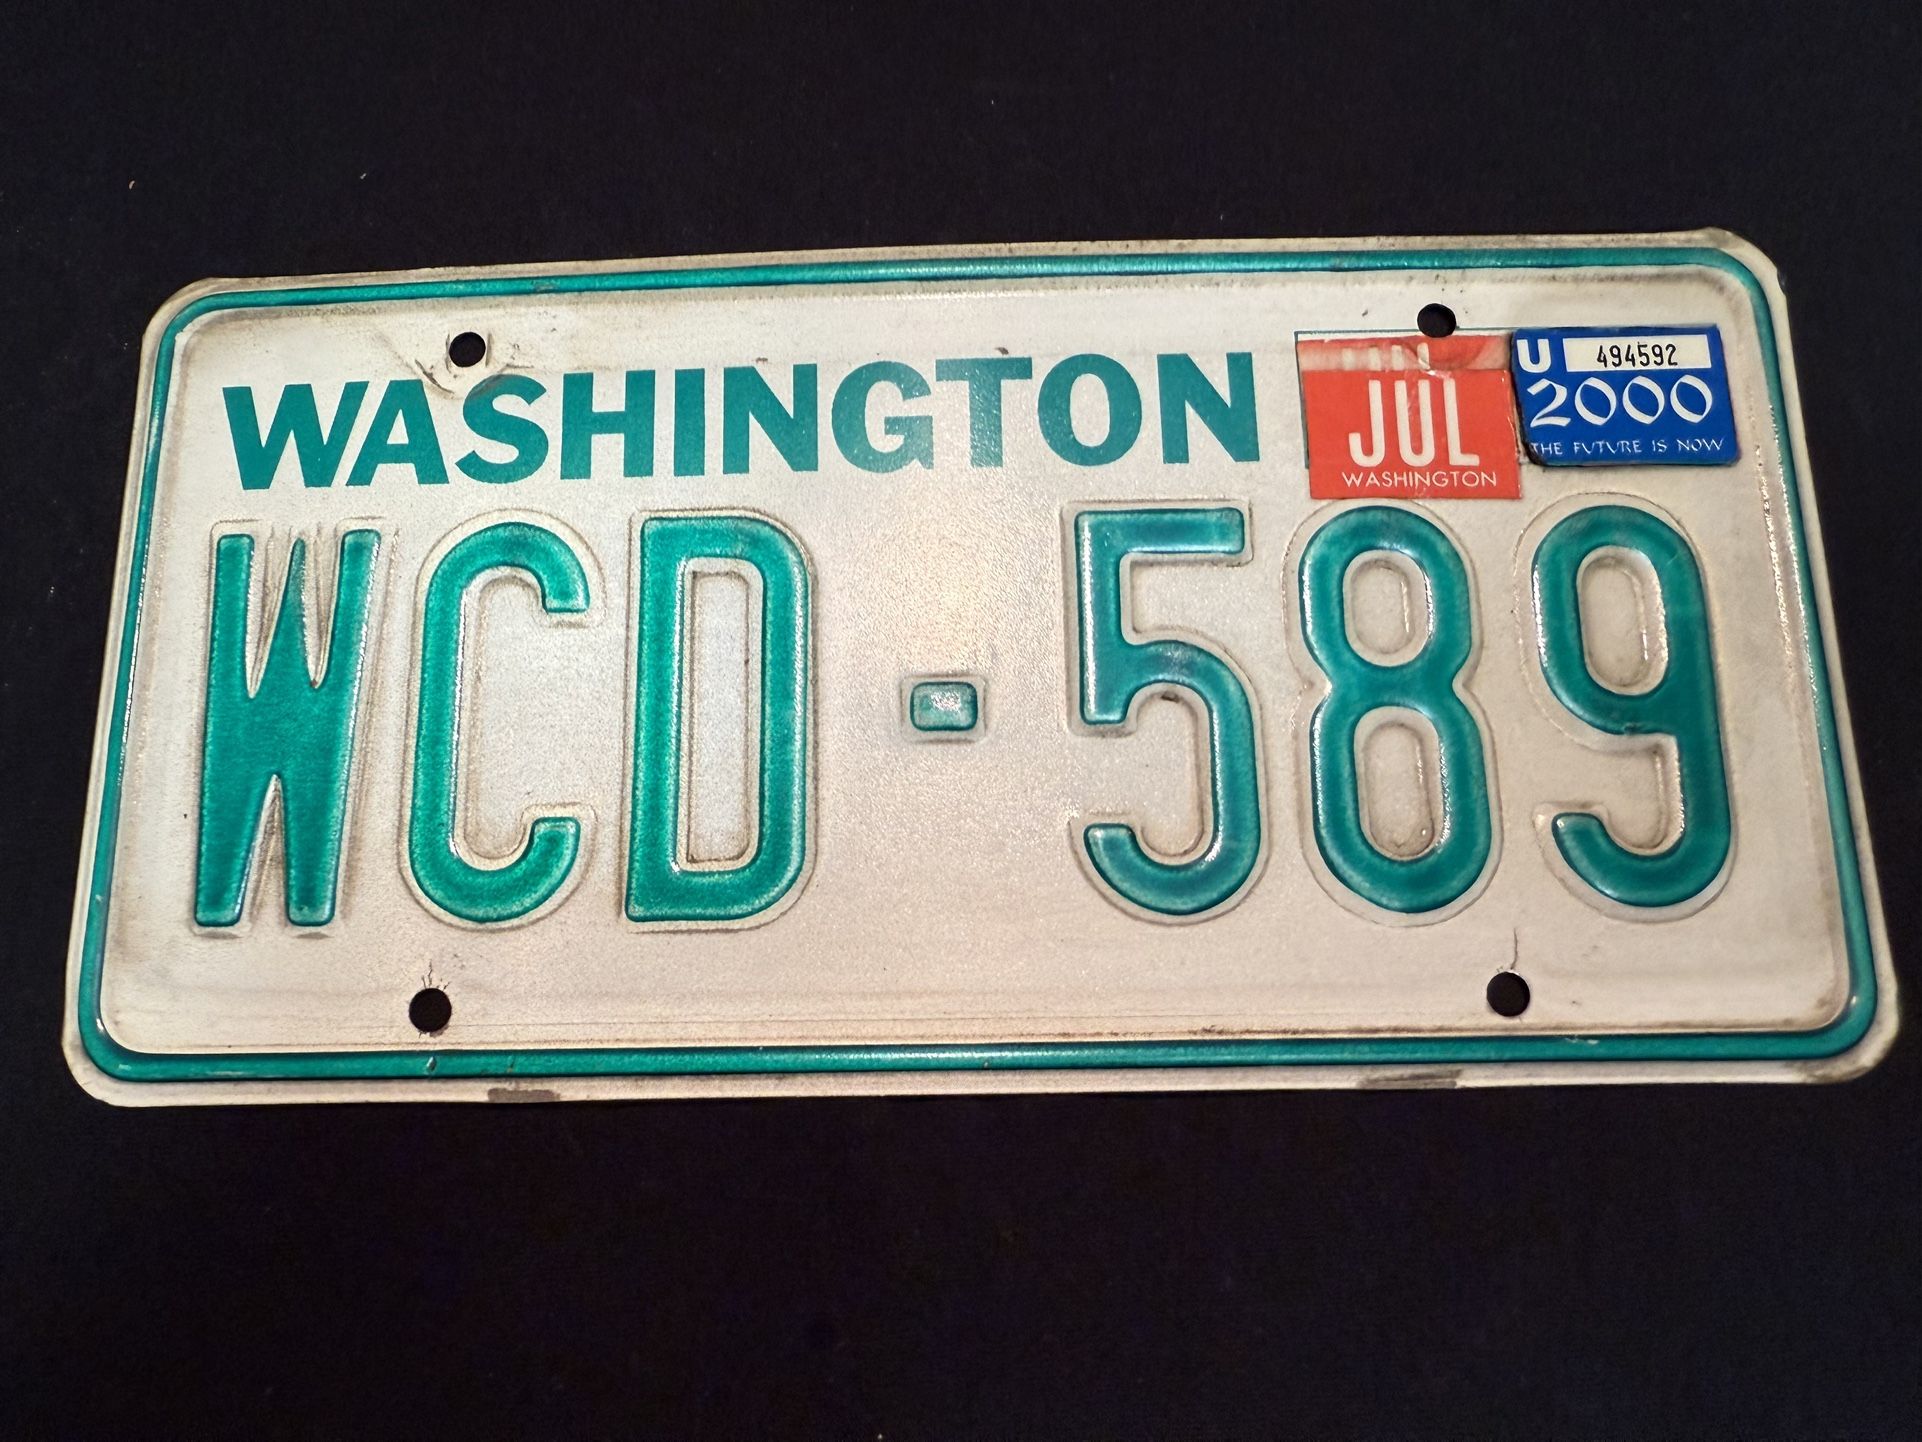 WASHINGTON
JUL
WASHINGTON
U 494592
2000
THE FUTURE IS NOW
WCD-589